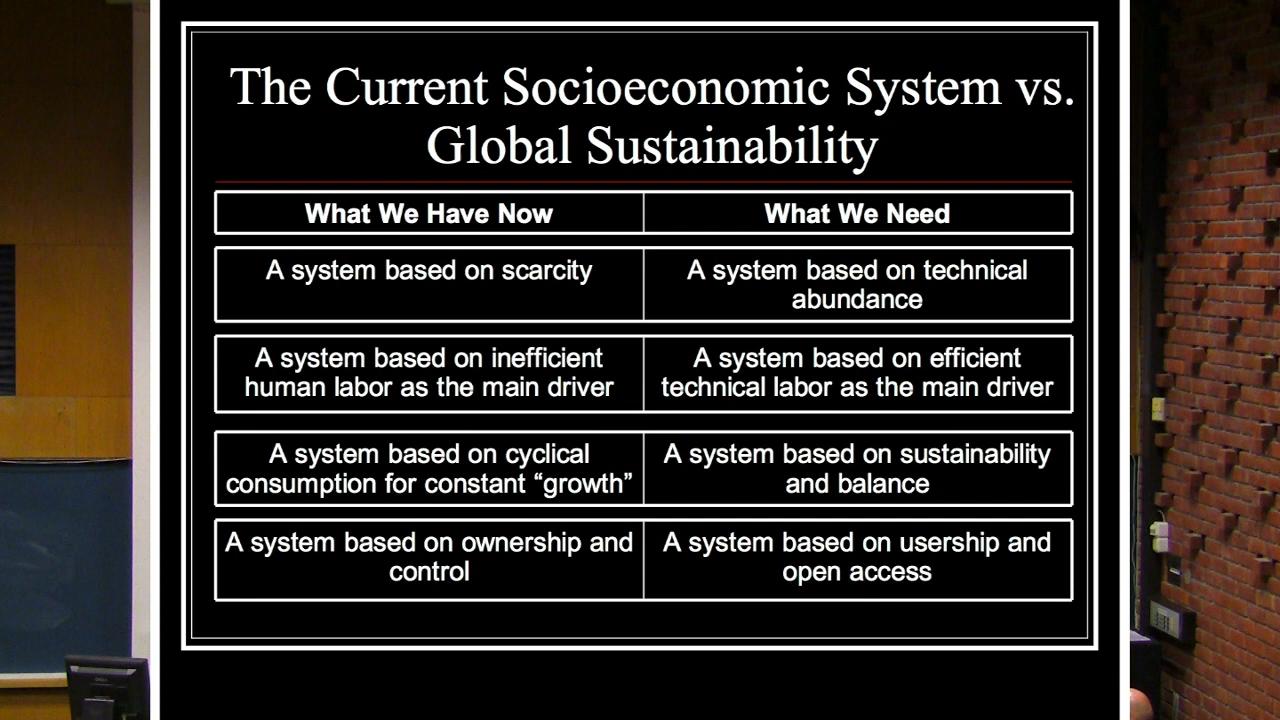 The Current Socioeconomic System vs.
Global Sustainability
What We Have Now
What We Need
A system based on scarcity
A system based on technical
abundance
A system based on inefficient
human labor as the main driver
A system based on efficient
technical labor as the main driver
A system based on cyclical
consumption for constant “growth”
A system based on sustainability
and balance
A system based on ownership and
control
A system based on usership and
open access